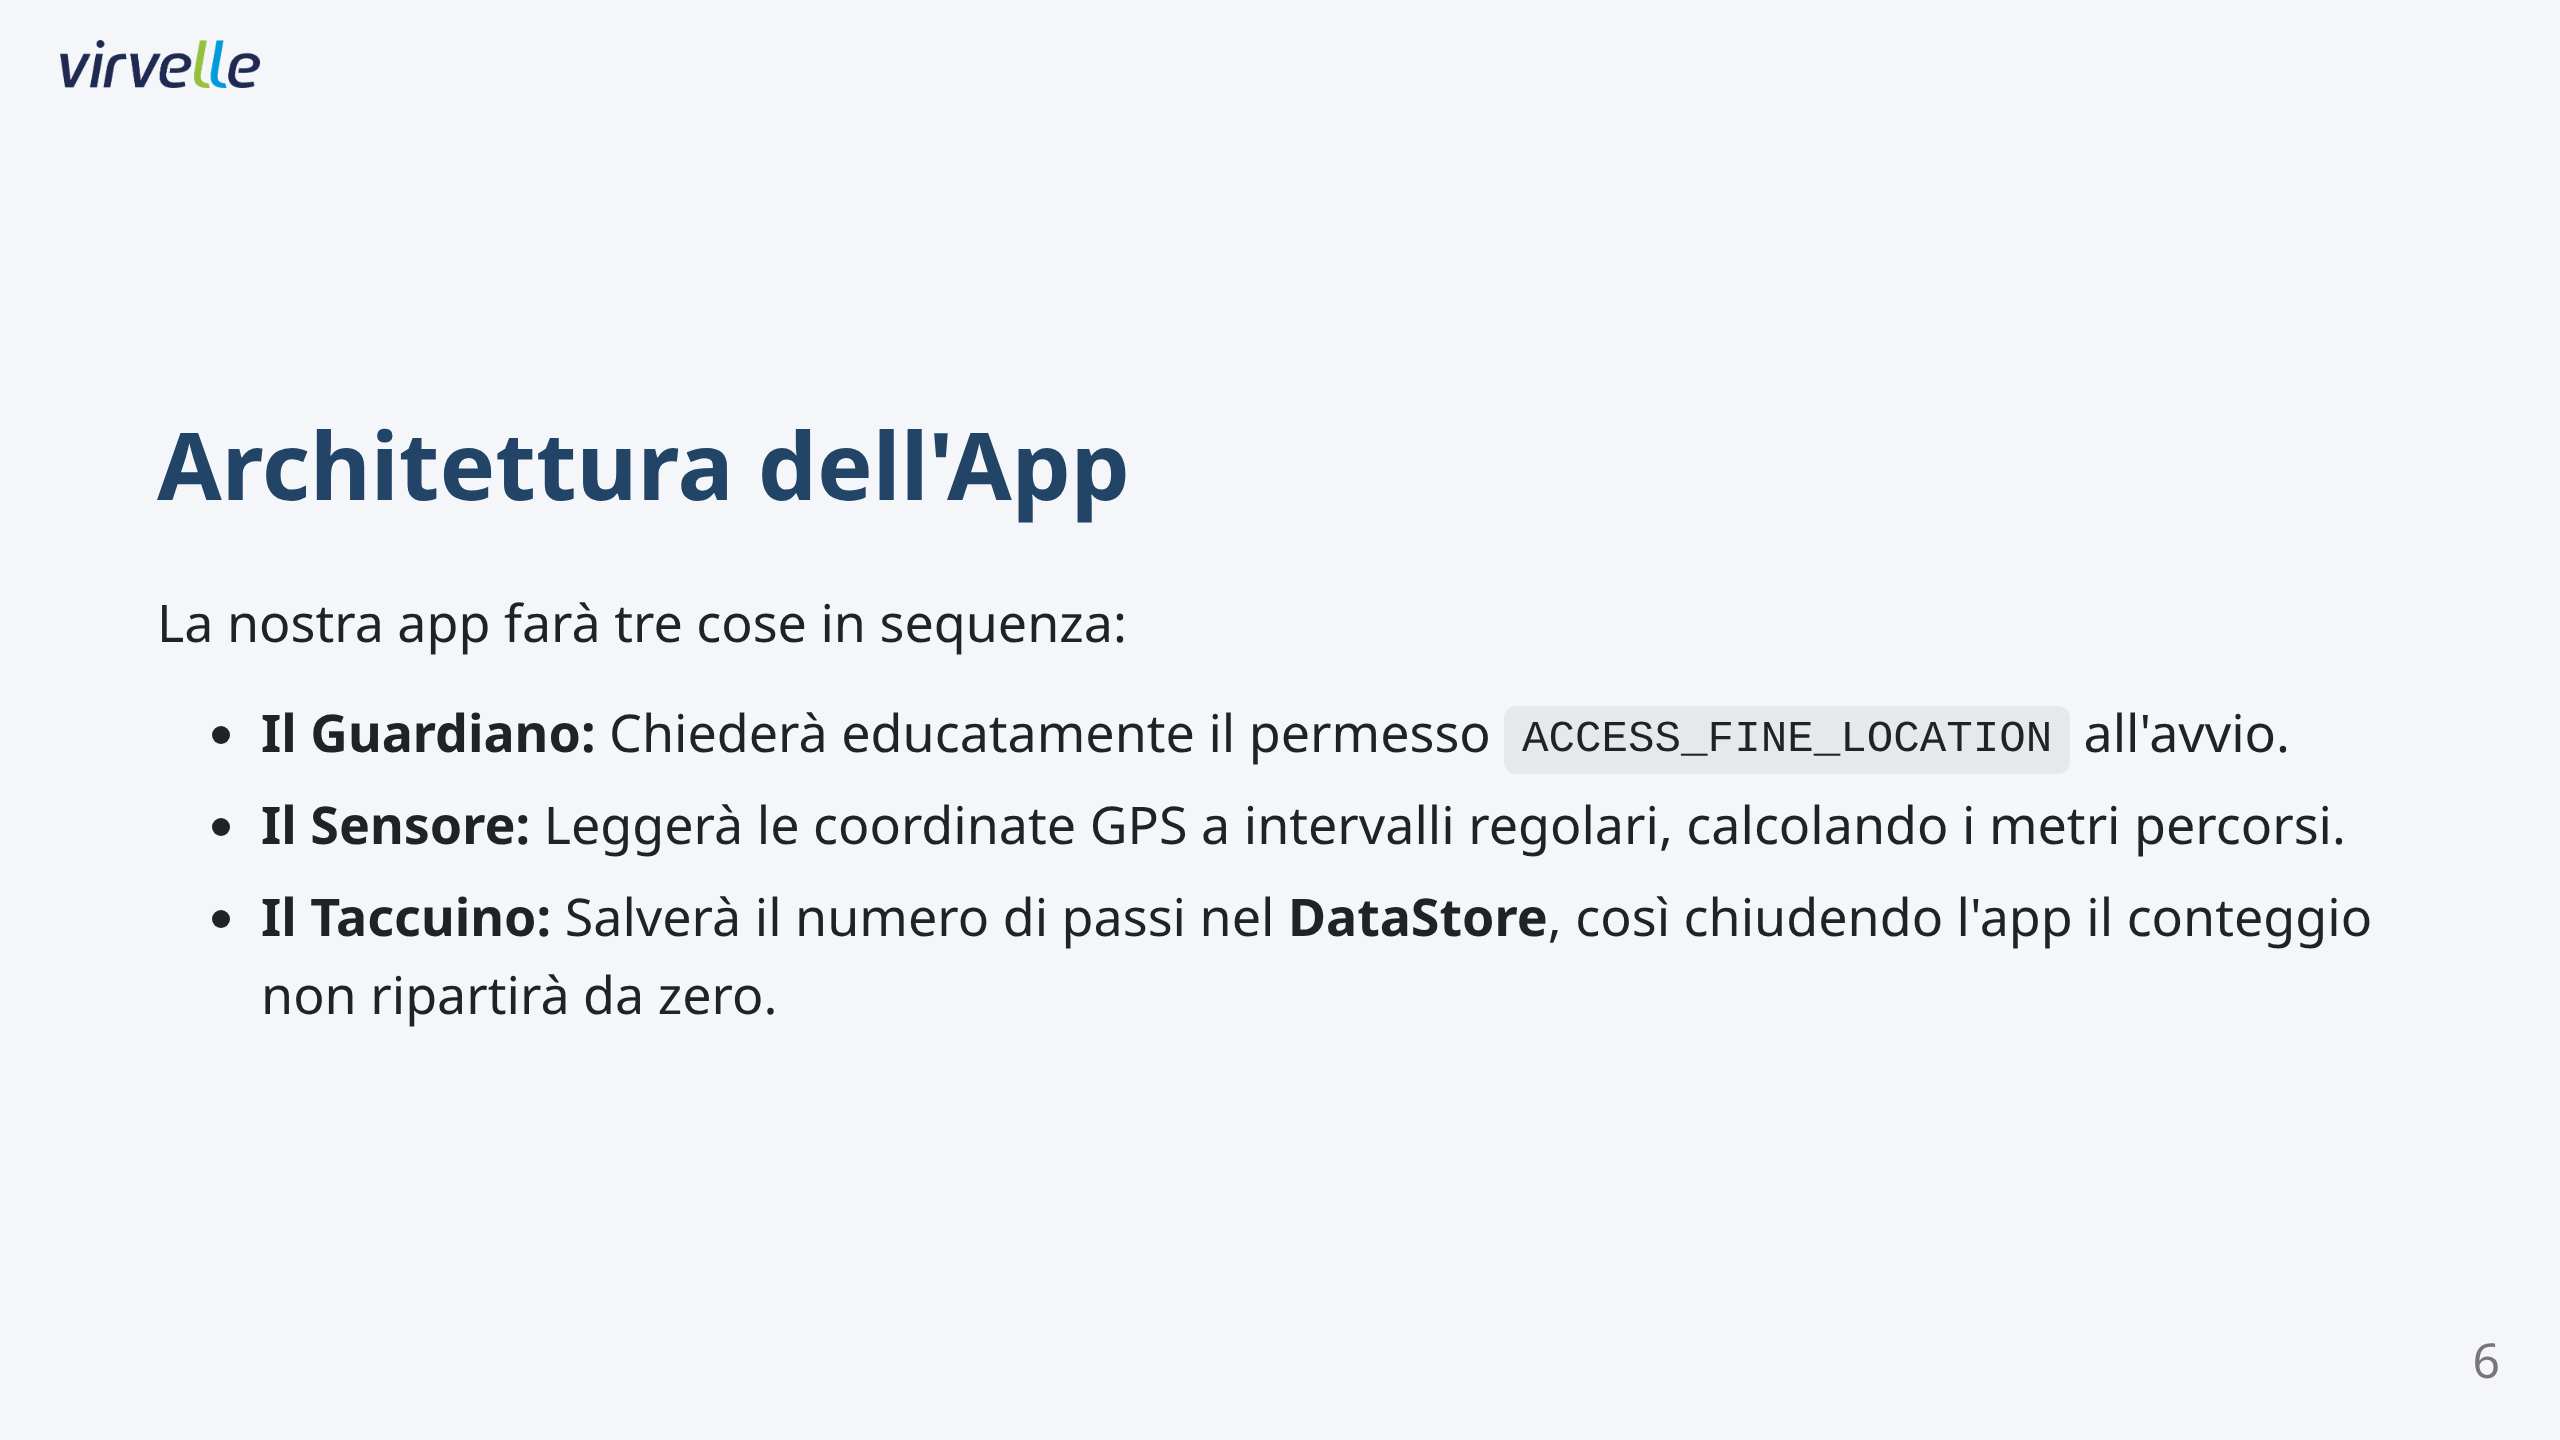 virvelle
Architettura dell'App
La nostra app farà tre cose in sequenza:
Il Guardiano: Chiederà educatamente il permesso ACCESS_FINE_LOCATION all'avvio.
Il Sensore: Leggerà le coordinate GPS a intervalli regolari, calcolando i metri percorsi.
Il Taccuino: Salverà il numero di passi nel DataStore, così chiudendo l'app il conteggio
non ripartirà da zero.
6